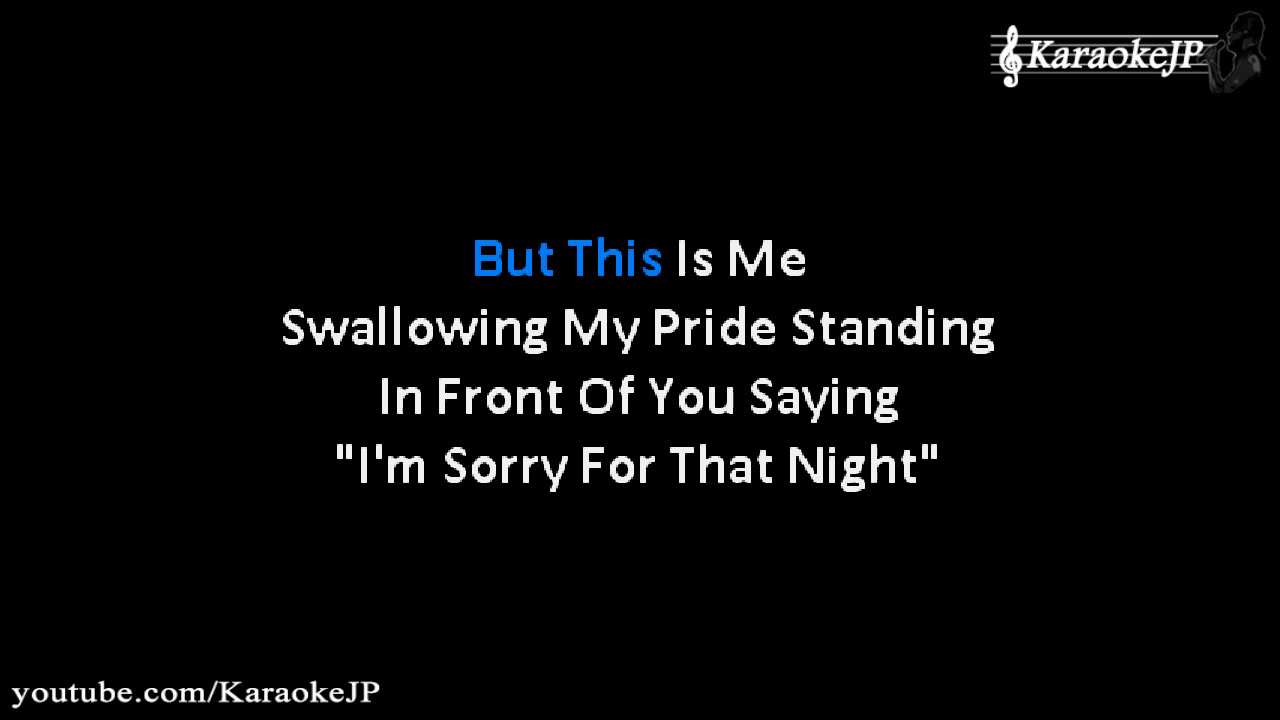 KaraokeJP
But This Is Me
Swallowing My Pride Standing
In Front Of You Saying
"I'm Sorry For That Night"
youtube.com/KaraokeJP